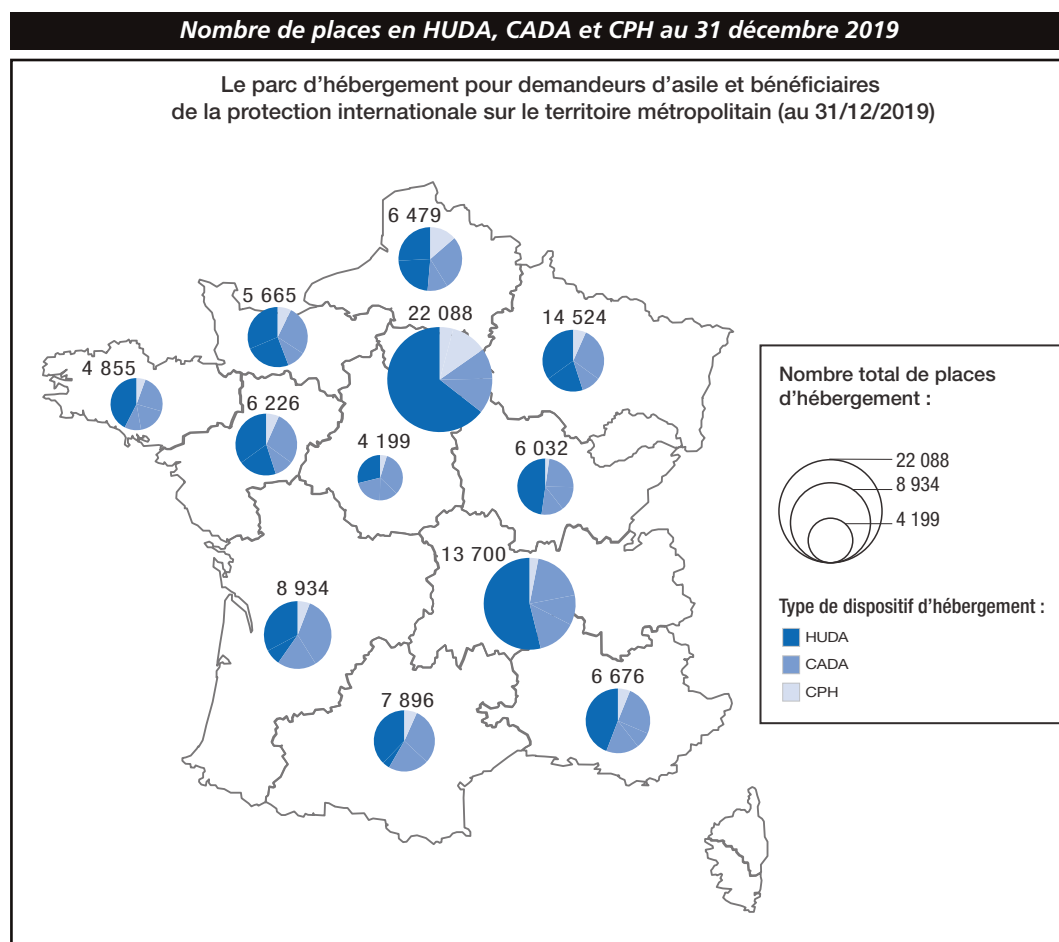 Nombre de places en HUDA, CADA et CPH au 31 décembre 2019
Le parc d'hébergement pour demandeurs d'asile et bénéficiaires
de la protection internationale sur le territoire métropolitain (au 31/12/2019)
6 479
5 665
22 088
14 524
4 855
6 226
4 199
6 032
13 700
8 934
7 896
6 676
Nombre total de places
d'hébergement :
22 088
8 934
4 199
Type de dispositif d'hébergement :
HUDA
CADA
CPH